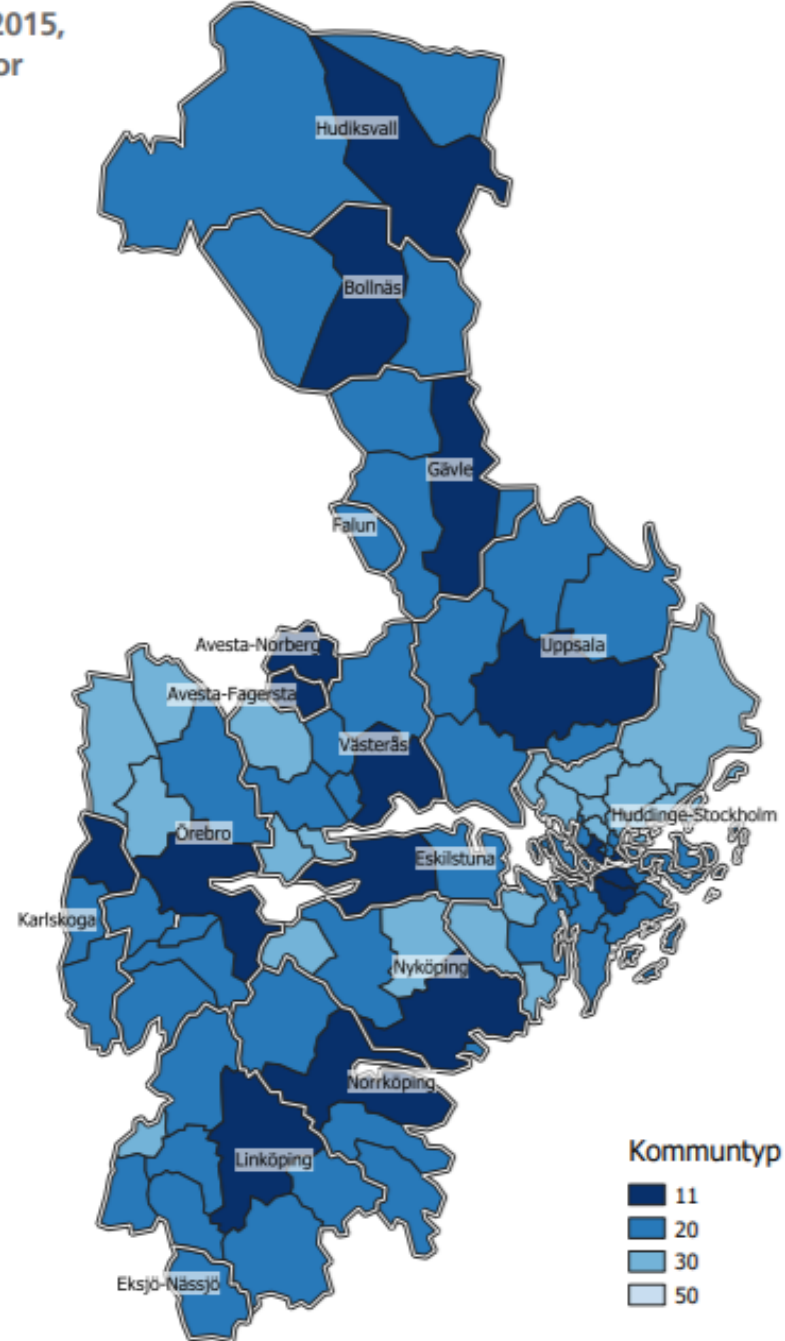 2015,
or
Hudiksvall
Bollnäs
Gävle
Falun
Uppsala
Avesta-Norberg
Avesta-Fagersta
Västerås
Huddinge-Stockholm
Örebro
Eskilstuna
Karlskoga
Nyköping
Norrköping
Linköping
Eksjö-Nässjö
Kommuntyp
11
20
30
50